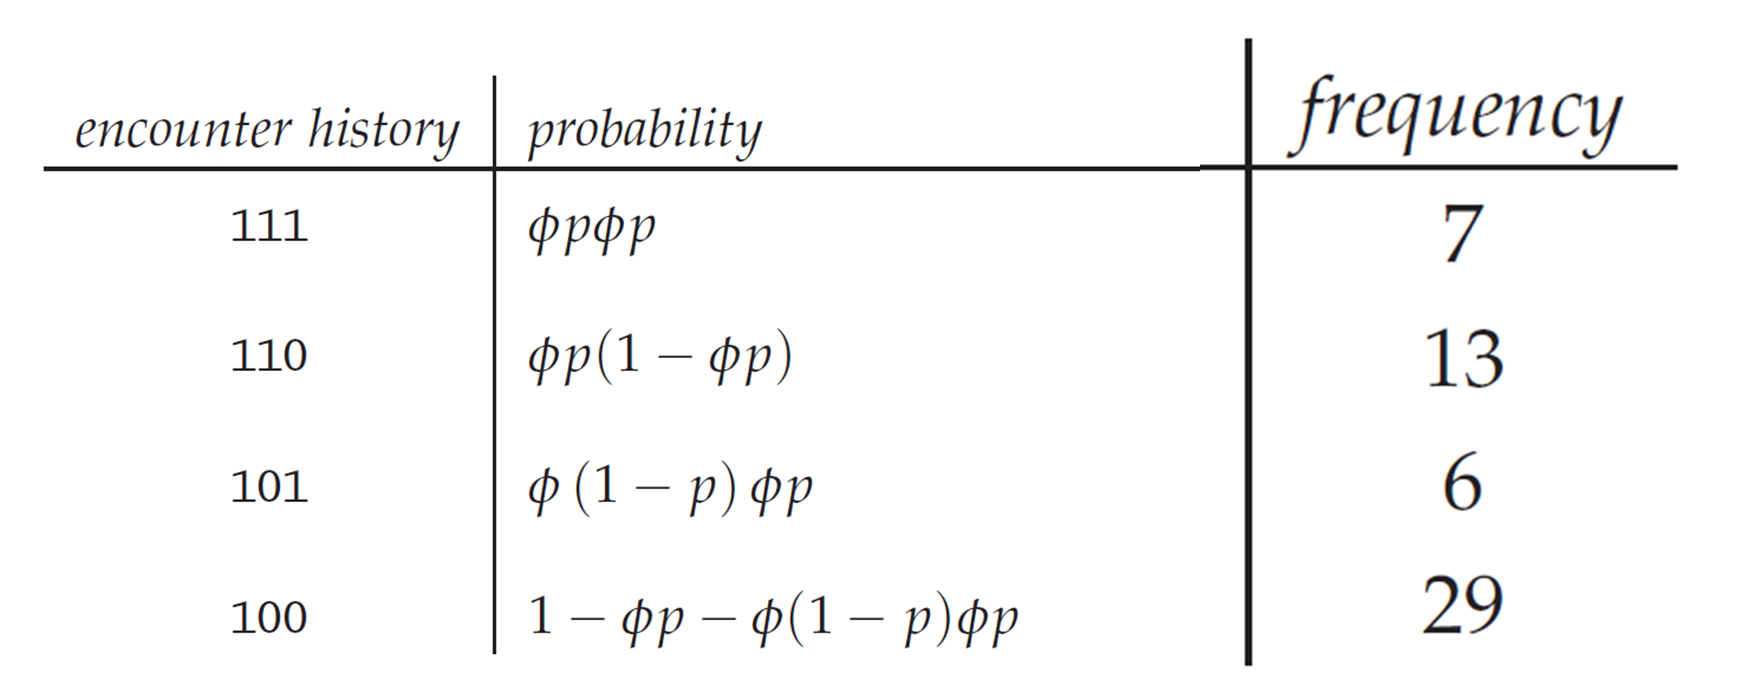 encounter history probability frequency
111 ϕpϕp 7
110 ϕp(1 − ϕp) 13
101 ϕ (1 − p) ϕp 6
100 1 − ϕp − ϕ(1 − p)ϕp 29